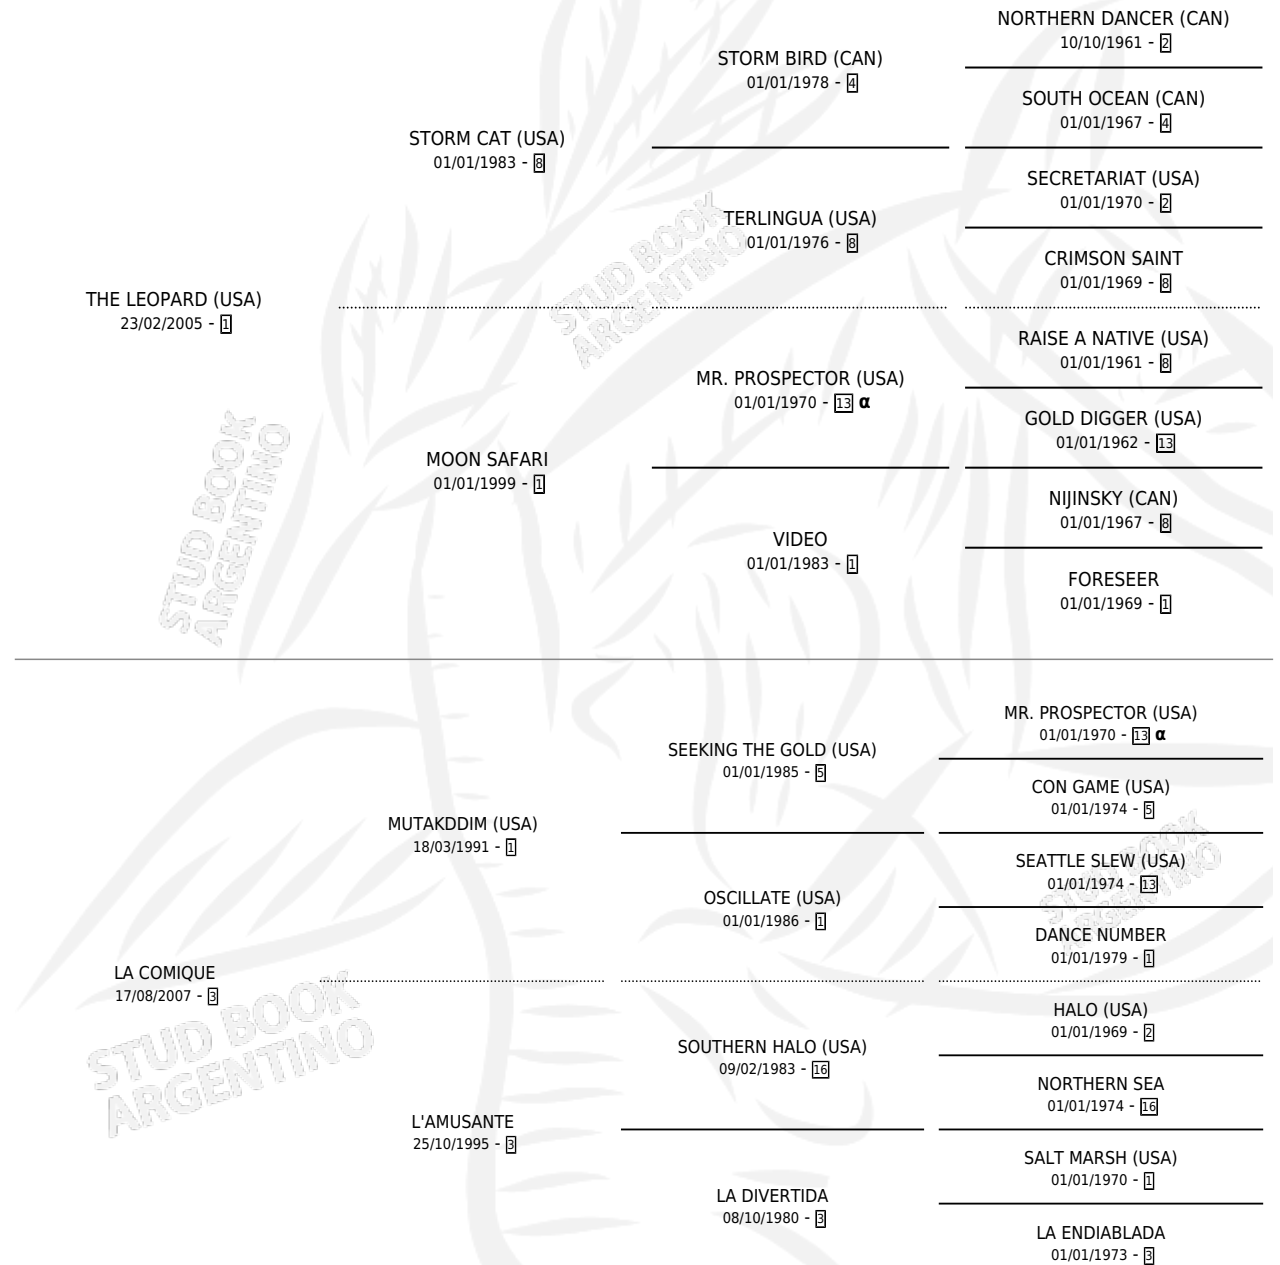 NORTHERN DANCER (CAN)
10/10/1961 - 2
STORM BIRD (CAN)
01/01/1978 - 4
SOUTH OCEAN (CAN)
01/01/1967 - 4
STORM CAT (USA)
01/01/1983 - 8
SECRETARIAT (USA)
01/01/1970 - 2
TERLINGUA (USA)
01/01/1976 - 8
CRIMSON SAINT
01/01/1969 - 8
THE LEOPARD (USA)
23/02/2005 - 1
RAISE A NATIVE (USA)
01/01/1961 - 8
MR. PROSPECTOR (USA)
01/01/1970 - 13 α
GOLD DIGGER (USA)
01/01/1962 - 13
MOON SAFARI
01/01/1999 - 1
NIJINSKY (CAN)
01/01/1967 - 8
VIDEO
01/01/1983 - 1
FORESEER
01/01/1969 - 1
MR. PROSPECTOR (USA)
01/01/1970 - 13 α
SEEKING THE GOLD (USA)
01/01/1985 - 5
CON GAME (USA)
01/01/1974 - 5
MUTAKDDIM (USA)
18/03/1991 - 1
SEATTLE SLEW (USA)
01/01/1974 - 13
OSCILLATE (USA)
01/01/1986 - 1
DANCE NUMBER
01/01/1979 - 1
LA COMIQUE
17/08/2007 - 3
HALO (USA)
01/01/1969 - 2
SOUTHERN HALO (USA)
09/02/1983 - 16
NORTHERN SEA
01/01/1974 - 16
L'AMUSANTE
25/10/1995 - 3
SALT MARSH (USA)
01/01/1970 - 1
LA DIVERTIDA
08/10/1980 - 3
LA ENDIABLADA
01/01/1973 - 3
STUD BOOK
ARGENTINO
STUD BOOK
ARGENTINO
STUD BOOK
ARGENTINO
STUD BOOK
ARGENTINO